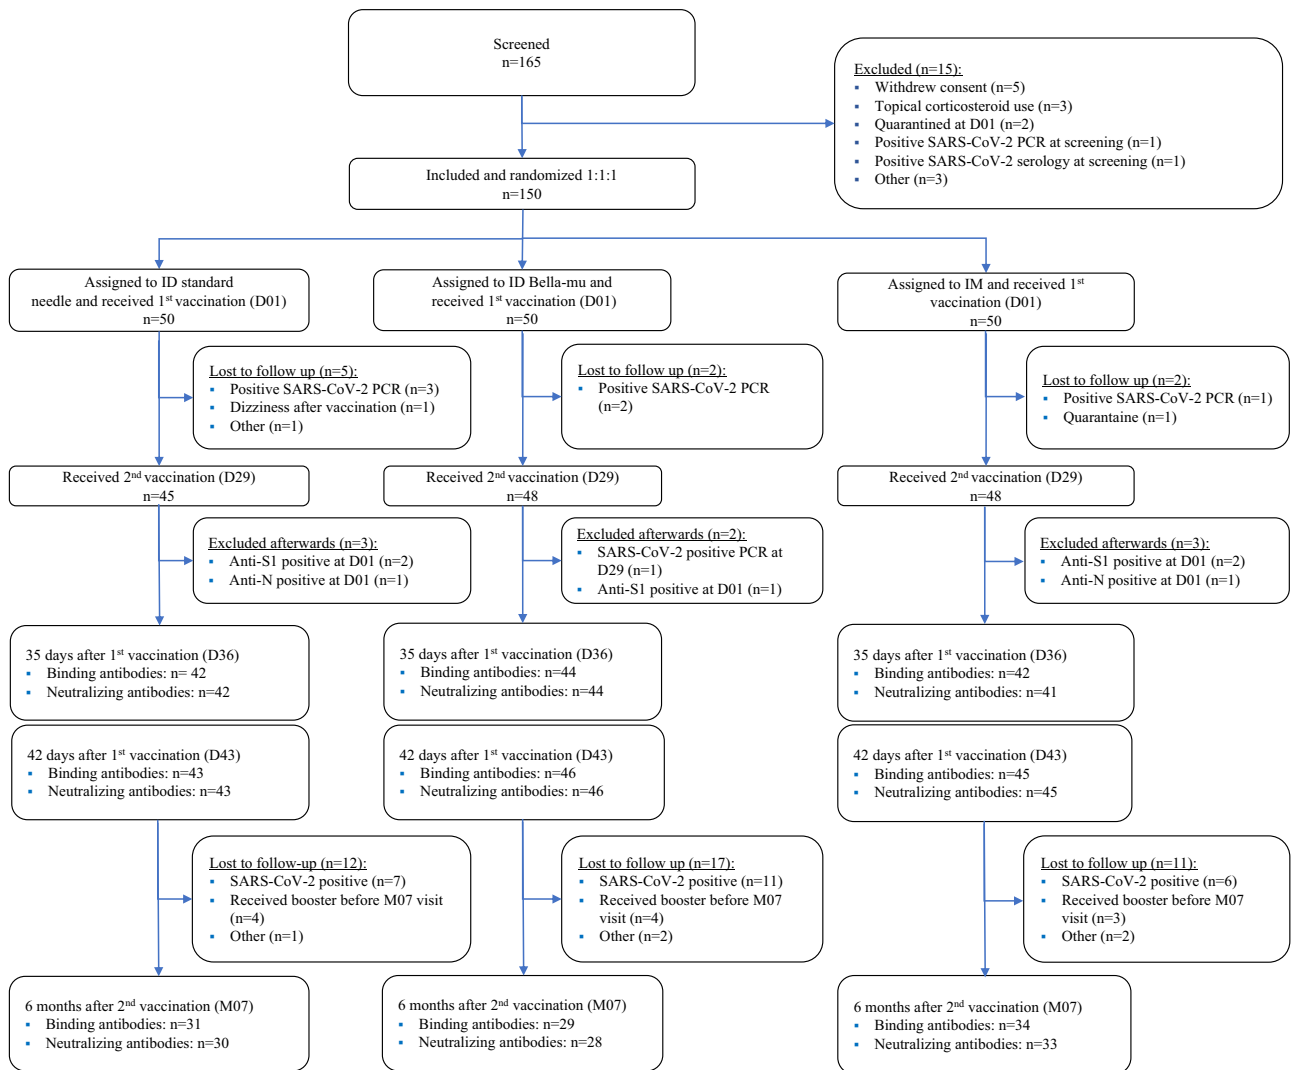 Screened
n=165
Excluded (n=15):
▪ Withdrew consent (n=5)
▪ Topical corticosteroid use (n=3)
▪ Quarantined at D01 (n=2)
▪ Positive SARS-CoV-2 PCR at screening (n=1)
▪ Positive SARS-CoV-2 serology at screening (n=1)
▪ Other (n=3)
Included and randomized 1:1:1
n=150
Assigned to ID standard
needle and received 1st vaccination (D01)
n=50
Assigned to ID Bella-mu and
received 1st vaccination (D01)
n=50
Assigned to IM and received 1st
vaccination (D01)
n=50
Lost to follow up (n=5):
▪ Positive SARS-CoV-2 PCR (n=3)
▪ Dizziness after vaccination (n=1)
▪ Other (n=1)
Lost to follow up (n=2):
▪ Positive SARS-CoV-2 PCR
(n=2)
Lost to follow up (n=2):
▪ Positive SARS-CoV-2 PCR (n=1)
▪ Quarantaine (n=1)
Received 2nd vaccination (D29)
n=45
Received 2nd vaccination (D29)
n=48
Received 2nd vaccination (D29)
n=48
Excluded afterwards (n=3):
▪ Anti-S1 positive at D01 (n=2)
▪ Anti-N positive at D01 (n=1)
Excluded afterwards (n=2):
▪ SARS-CoV-2 positive PCR at
D29 (n=1)
▪ Anti-S1 positive at D01 (n=1)
Excluded afterwards (n=3):
▪ Anti-S1 positive at D01 (n=2)
▪ Anti-N positive at D01 (n=1)
35 days after 1st vaccination (D36)
▪ Binding antibodies: n= 42
▪ Neutralizing antibodies: n=42
35 days after 1st vaccination (D36)
▪ Binding antibodies: n=44
▪ Neutralizing antibodies: n=44
35 days after 1st vaccination (D36)
▪ Binding antibodies: n=42
▪ Neutralizing antibodies: n=41
42 days after 1st vaccination (D43)
▪ Binding antibodies: n=43
▪ Neutralizing antibodies: n=43
42 days after 1st vaccination (D43)
▪ Binding antibodies: n=46
▪ Neutralizing antibodies: n=46
42 days after 1st vaccination (D43)
▪ Binding antibodies: n=45
▪ Neutralizing antibodies: n=45
Lost to follow-up (n=12):
▪ SARS-CoV-2 positive (n=7)
▪ Received booster before M07 visit
(n=4)
▪ Other (n=1)
Lost to follow up (n=17):
▪ SARS-CoV-2 positive (n=11)
▪ Received booster before M07
visit (n=4)
▪ Other (n=2)
Lost to follow up (n=11):
▪ SARS-CoV-2 positive (n=6)
▪ Received booster before M07
visit (n=3)
▪ Other (n=2)
6 months after 2nd vaccination (M07)
▪ Binding antibodies: n=31
▪ Neutralizing antibodies: n=30
6 months after 2nd vaccination (M07)
▪ Binding antibodies: n=29
▪ Neutralizing antibodies: n=28
6 months after 2nd vaccination (M07)
▪ Binding antibodies: n=34
▪ Neutralizing antibodies: n=33